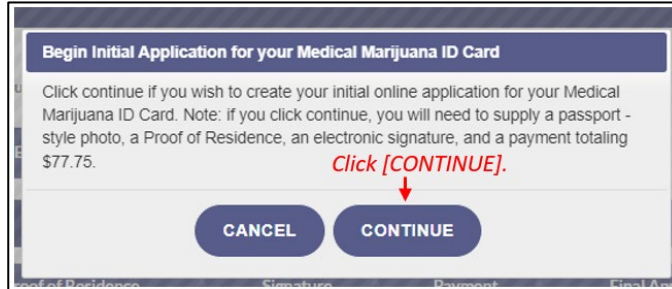 Begin Initial Application for your Medical Marijuana ID Card
Click continue if you wish to create your initial online application for your Medical
Marijuana ID Card. Note: if you click continue, you will need to supply a passport -
style photo, a Proof of Residence, an electronic signature, and a payment totaling
$77.75.
Click [CONTINUE].
CANCEL CONTINUE
Proof of Residence Signature Payment